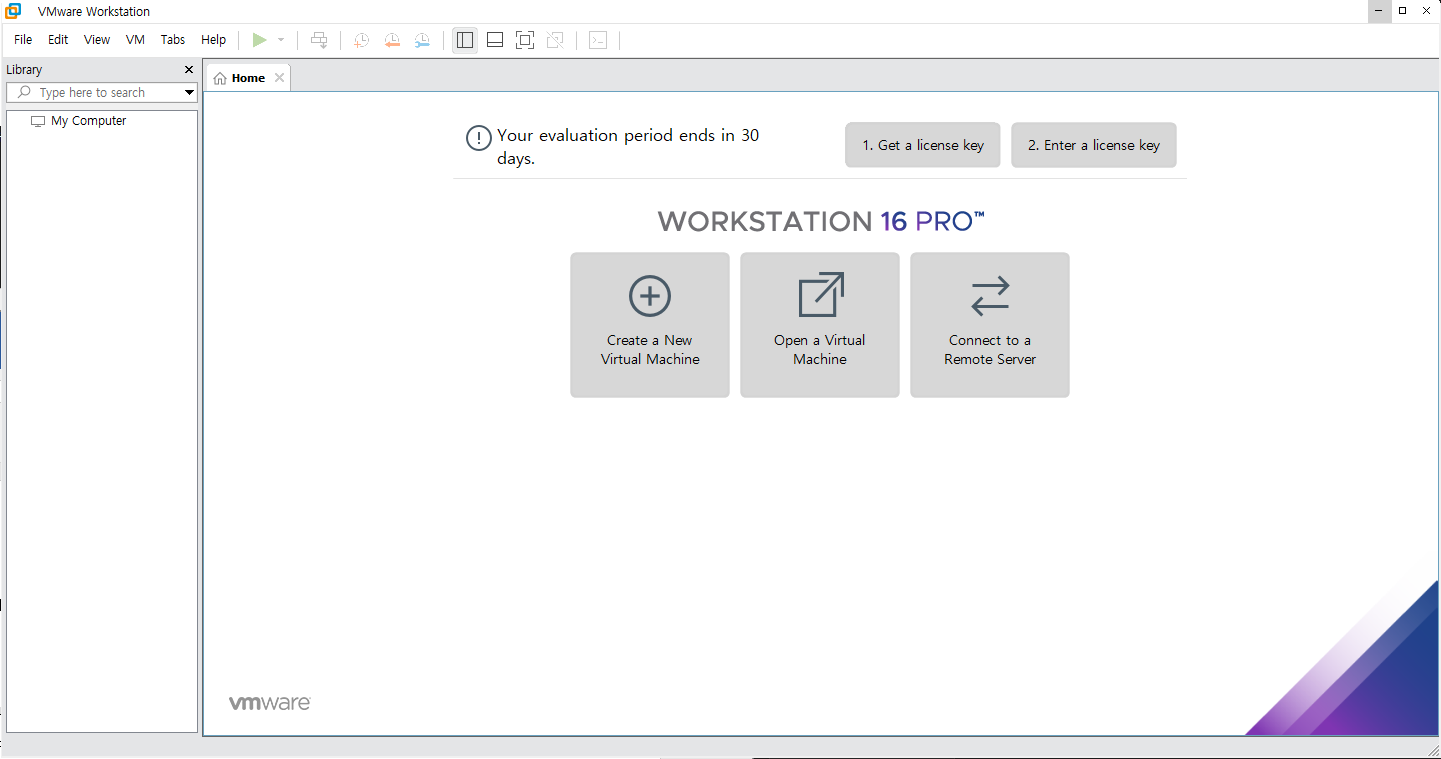 VMware Workstation
File Edit View VM Tabs Help
Library
Type here to search
My Computer
Home
Your evaluation period ends in 30
days.
1. Get a license key
2. Enter a license key
WORKSTATION 16 PRO™
Create a New
Virtual Machine
Open a Virtual
Machine
Connect to a
Remote Server
vmware